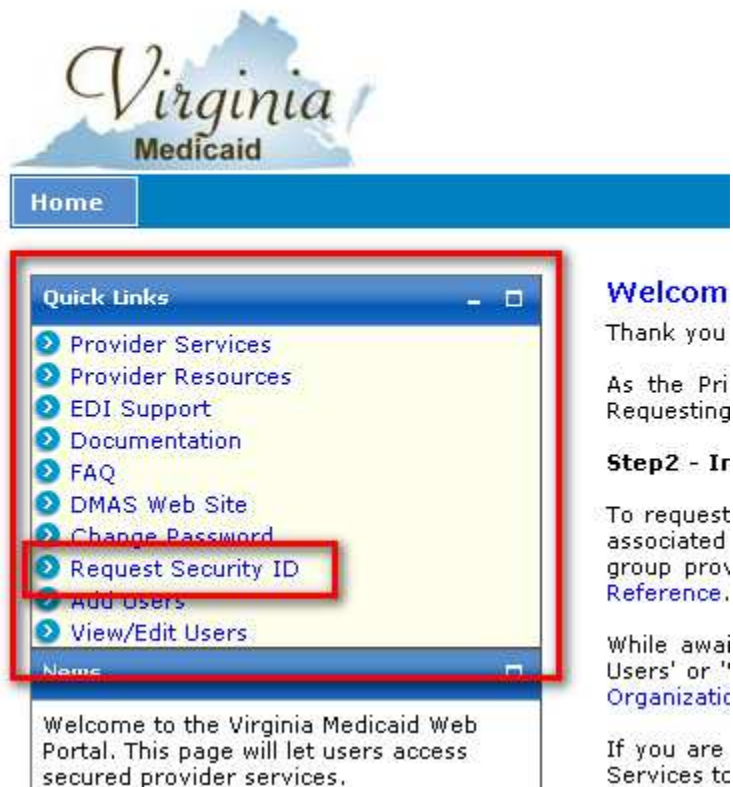 Virginia
Medicaid
Home
Quick Links
Provider Services
Provider Resources
EDI Support
Documentation
FAQ
DMAS Web Site
Change Password
Request Security ID
Add Users
View/Edit Users
News
Welcome to the Virginia Medicaid Web
Portal. This page will let users access
secured provider services.
Welcom
Thank you
As the Pri
Requesting
Step2 - In
To request
associated
group prov
Reference.
While awai
Users' or '
Organizatio
If you are
Services to